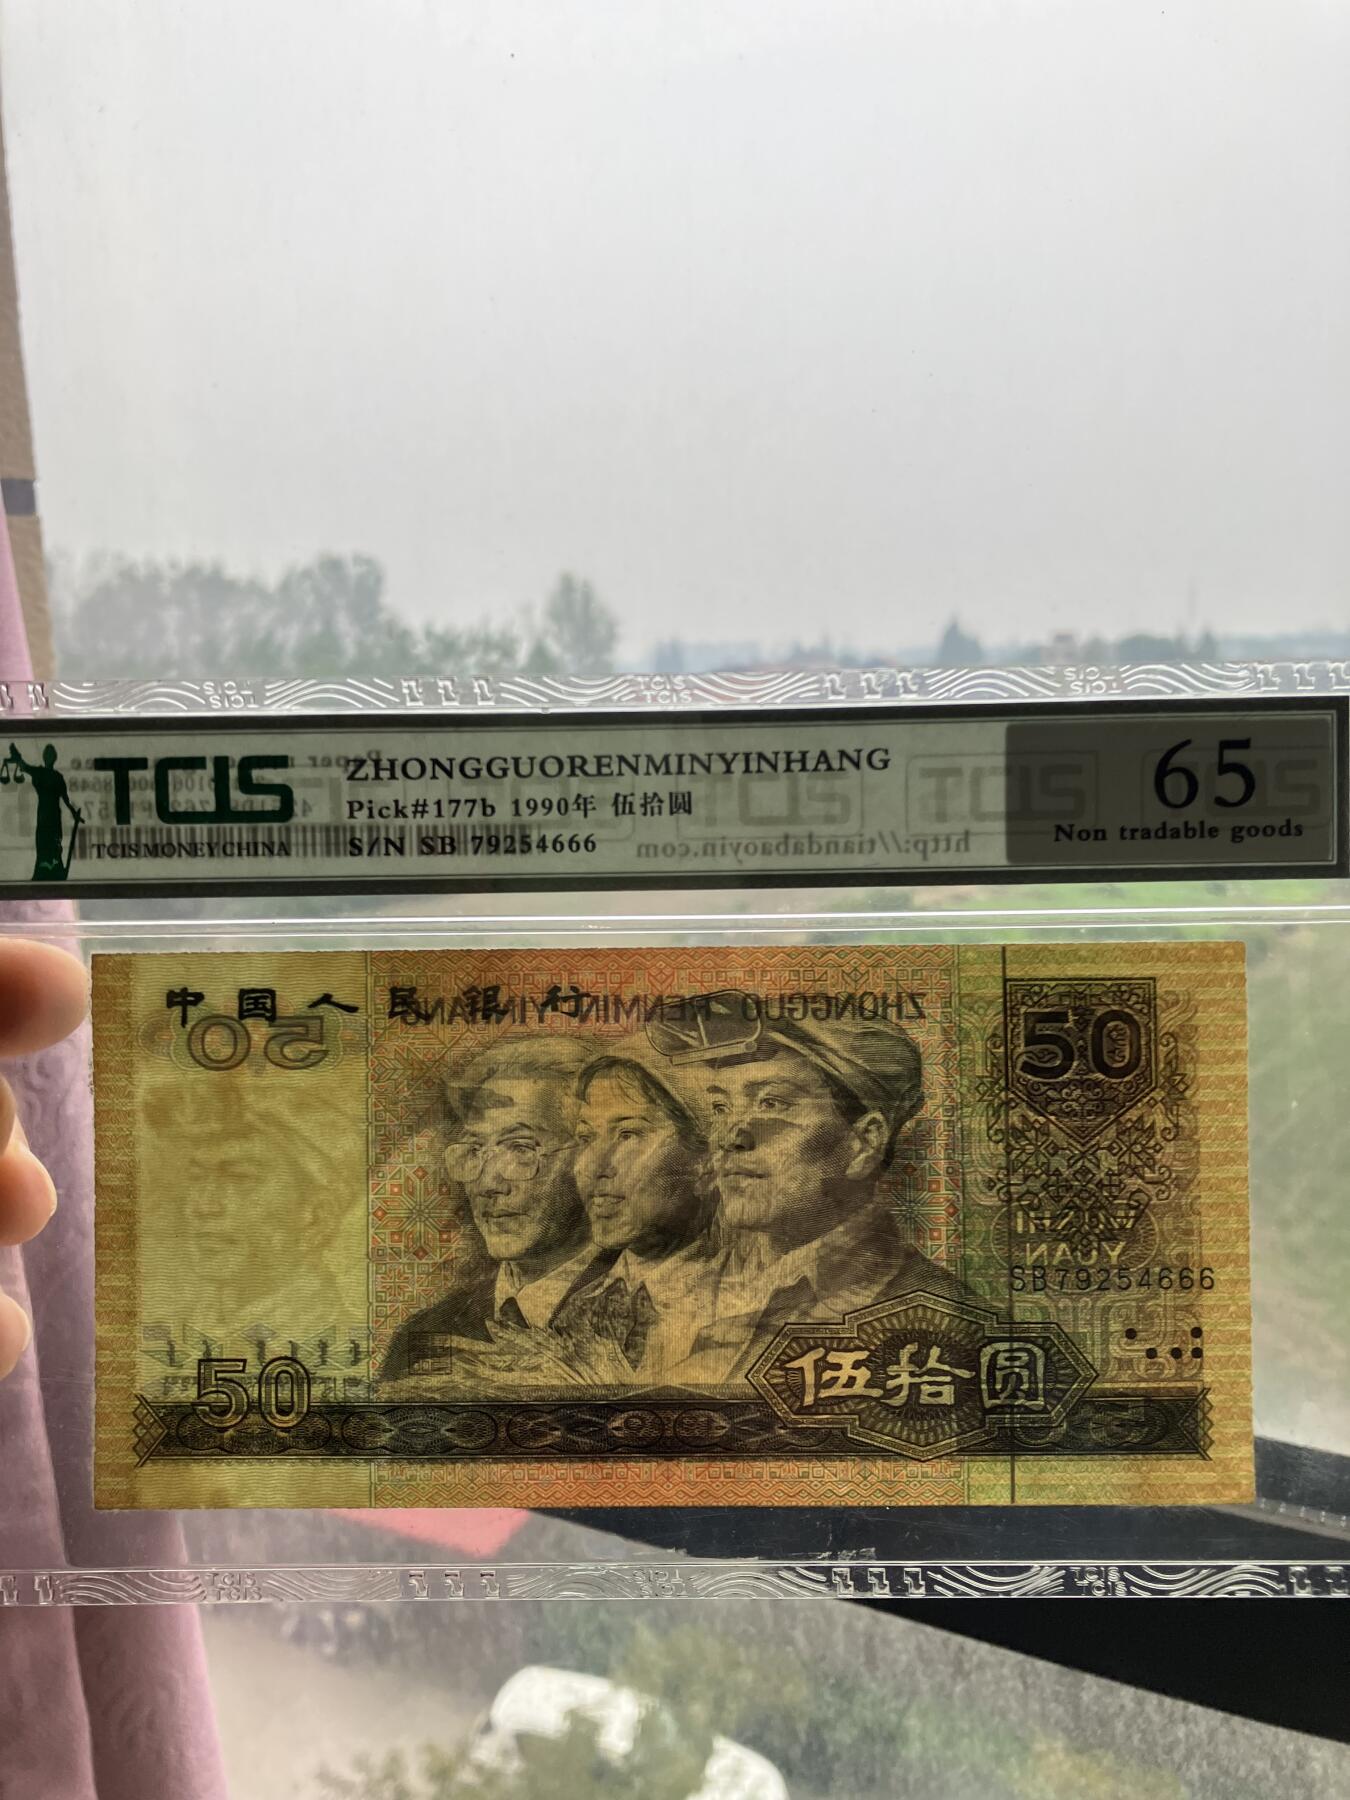 TCIS
TCISMONEYCHINA
ZHONGGUORENMINYINHANG
Pick#177b 1990年 伍拾圆
S/N SB 79254666
http://tiandabaoyin.com
65
Non tradable goods
中国人民银行
ZHONGGUO RENMIN YINHANG
50
50
WUSHI
YUAN
SB79254666
50
伍拾圆